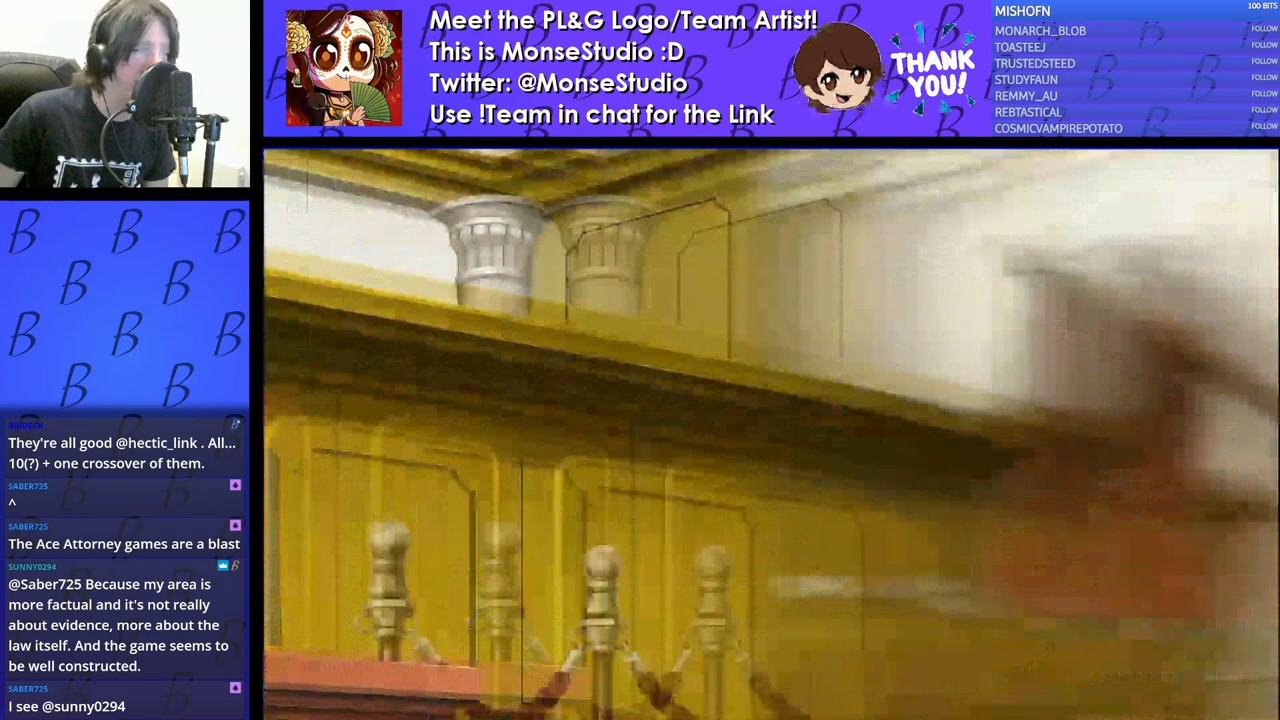 Meet the PL&G Logo/Team Artist!
This is MonseStudio :D
Twitter: @MonseStudio
Use !Team in chat for the Link
THANK
YOU!
MISHOFN 100 BITS
MONARCH_BLOB FOLLOW
TOASTEEJ FOLLOW
TRUSTEDSTEED FOLLOW
STUDYFAUN FOLLOW
REMMY_AU FOLLOW
REBTASTICAL FOLLOW
COSMICVAMPIREPOTATO FOLLOW
BRIDECK
They're all good @hectic_link . All...
10(?) + one crossover of them.
SABER725
^
SABER725
The Ace Attorney games are a blast
SUNNY0294
@Saber725 Because my area is
more factual and it's not really
about evidence, more about the
law itself. And the game seems to
be well constructed.
SABER725
I see @sunny0294